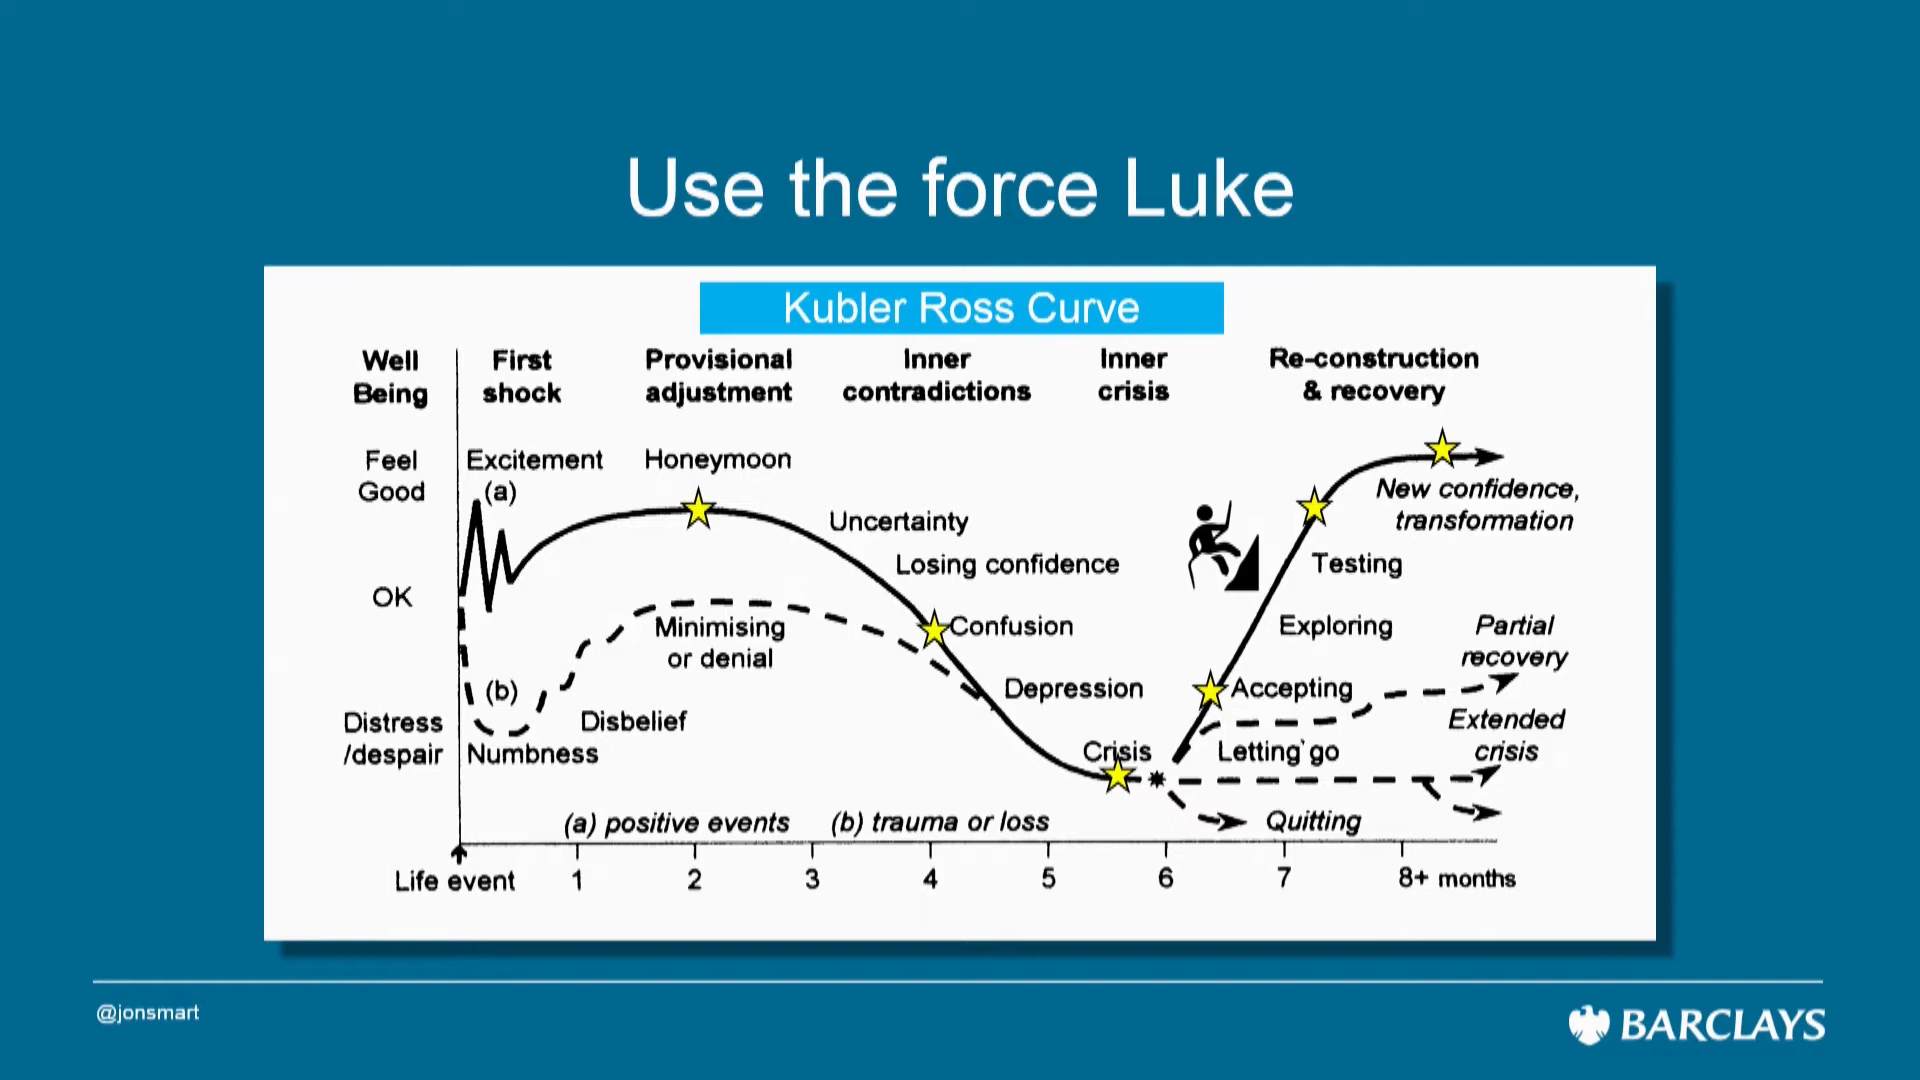 Use the force Luke
Kubler Ross Curve
Well
Being
First
shock
Provisional
adjustment
Inner
contradictions
Inner
crisis
Re-construction
& recovery
Feel
Good
Excitement
(a)
Honeymoon
Uncertainty
Losing confidence
New confidence,
transformation
OK
Testing
Minimising
or denial
Confusion
Exploring
Partial
recovery
(b)
Depression
Accepting
Distress
/despair
Disbelief
Numbness
Crisis
Letting go
Extended
crisis
(a) positive events
(b) trauma or loss
Quitting
Life event
1
2
3
4
5
6
7
8+ months
@jonsmart
BARCLAYS